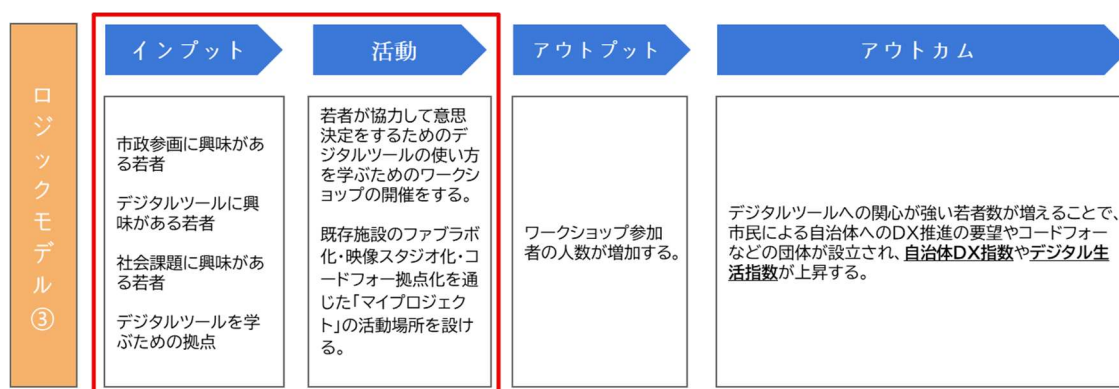 ロジックモデル③
インプット
活動
アウトプット
アウトカム
市政参画に興味があ
る若者
デジタルツールに興
味がある若者
社会課題に興味があ
る若者
デジタルツールを学
ぶための拠点
若者が協力して意思
決定をするためのデ
ジタルツールの使い方
を学ぶためのワークシ
ョップの開催をする。
既存施設のファブラボ
化・映像スタジオ化・コ
ードフォー拠点化を通
じた「マイプロジェク
ト」の活動場所を設け
る。
ワークショップ参加
者の人数が増加する。
デジタルツールへの関心が強い若者数が増えることで、
市民による自治体へのDX推進の要望やコードフォー
などの団体が設立され、自治体DX指数やデジタル生
活指数が上昇する。